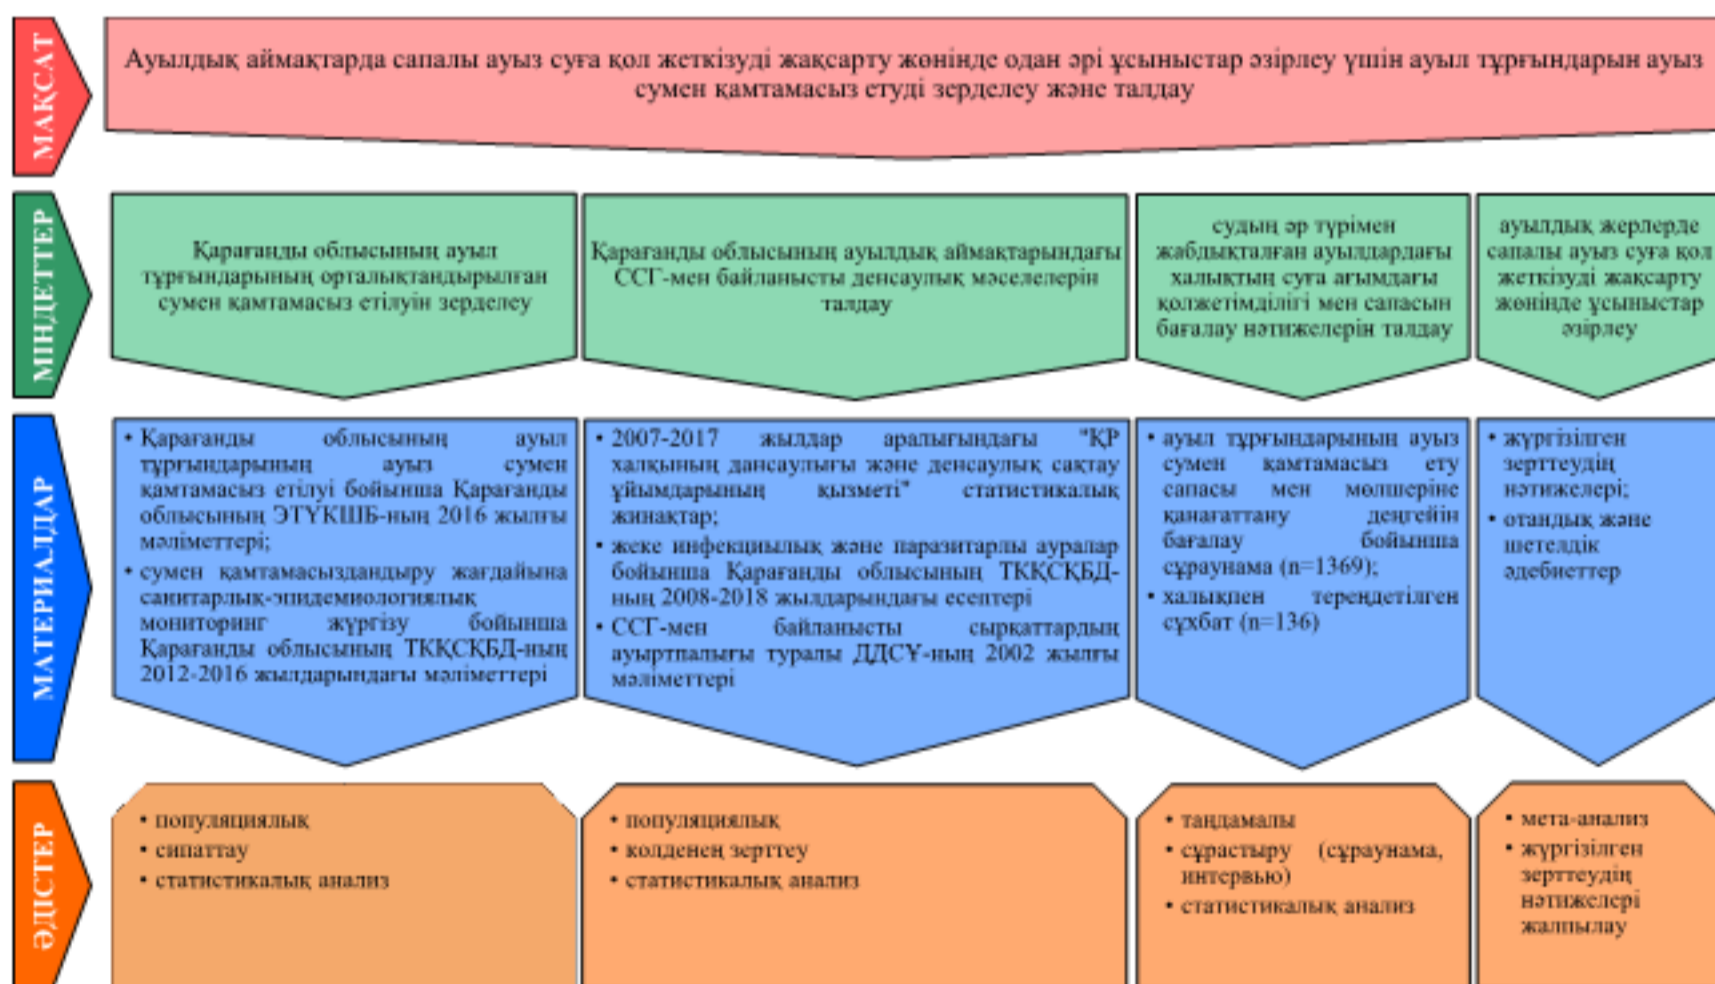 МАҚСАТ
Ауылдық аймақтарда сапалы ауыз суға қол жеткізуді жақсарту жөнінде одан әрі ұсыныстар әзірлеу үшін ауыл тұрғындарын ауыз
сумен қамтамасыз етуді зерделеу және талдау
МІНДЕТТЕР
Қарағанды облысының ауыл
тұрғындарының орталықтандырылған
сумен қамтамасыз етілуін зерделеу
Қарағанды облысының ауылдық аймақтарындағы
ССГ-мен байланысты денсаулық мәселелерін
талдау
судың әр түрімен
жабдықталған ауылдардағы
халықтың суға ағымдағы
қолжетімділігі мен сапасын
бағалау нәтижелерін талдау
ауылдық жерлерде
сапалы ауыз суға қол
жеткізуді жақсарту
жөнінде ұсыныстар
әзірлеу
МАТЕРИАЛДАР
• Қарағанды облысының ауыл
тұрғындарының ауыз сумен
қамтамасыз етілуі бойынша Қарағанды
облысының ЭТҮКШБ-ның 2016 жылғы
мәліметтері;
• сумен қамтамасыздандыру жағдайына
санитарлық-эпидемиологиялық
мониторинг жүргізу бойынша
Қарағанды облысының ТКҚСҚБД-ның
2012-2016 жылдарындағы мәліметтері
• 2007-2017 жылдар аралығындағы "ҚР
халқының дансаулығы және денсаулық сақтау
ұйымдарының қызметі" статистикалық
жинақтар;
• жеке инфекциылық және паразитарлы ауралар
бойынша Қарағанды облысының ТКҚСҚБД-
ның 2008-2018 жылдарындағы есептері
• ССГ-мен байланысты сырқаттардың
ауыртпалығы туралы ДДСҰ-ның 2002 жылғы
мәліметтері
• ауыл тұрғындарының ауыз
сумен қамтамасыз ету
сапасы мен мөлшеріне
қанағаттану деңгейін
бағалау бойынша
сұраунама (n=1369);
• халықпен тереңдетілген
сұхбат (n=136)
• жүргізілген
зерттеудің
нәтижелері;
• отандық және
шетелдік
әдебиеттер
ӘДІСТЕР
• популяциялық
• сипаттау
• статистикалық анализ
• популяциялық
• колденең зерттеу
• статистикалық анализ
• таңдамалы
• сұрастыру (сұраунама,
интервью)
• статистикалық анализ
• мета-анализ
• жүргізілген
зерттеудің
нәтижелері
жалпылау